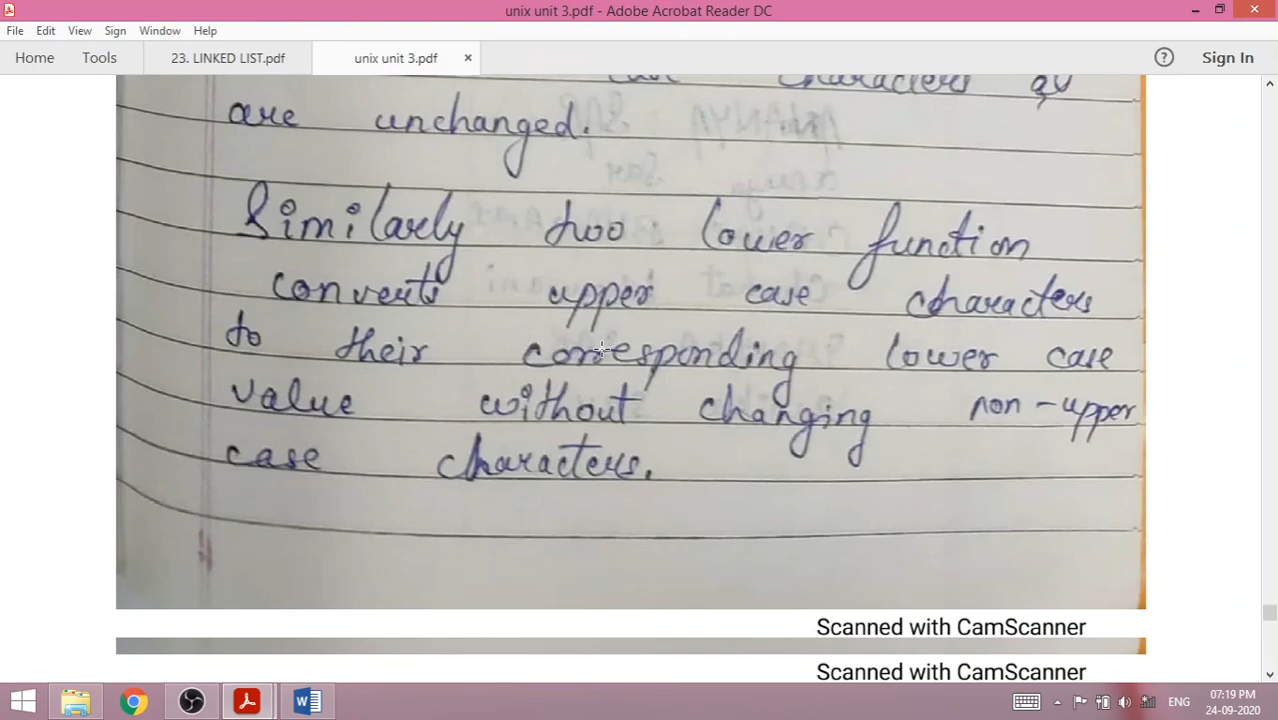 unix unit 3.pdf - Adobe Acrobat Reader DC
File Edit View Sign Window Help
Home Tools 23. LINKED LIST.pdf unix unit 3.pdf × Sign In
characters
are unchanged.
Similarly two lower function
converts upper case characters
to their corresponding lower case
value without changing non-upper
case characters.
Scanned with CamScanner
Scanned with CamScanner
ENG
07:19 PM
24-09-2020